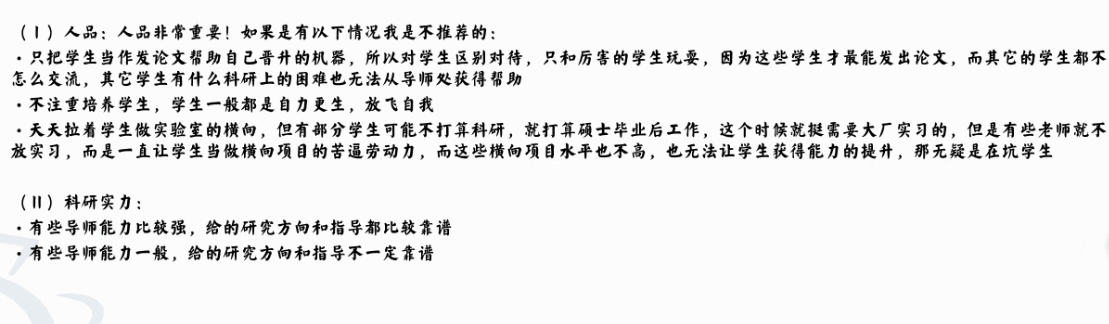 （I）人品：人品非常重要！如果是有以下情况我是不推荐的：
·只把学生当作发论文帮助自己晋升的机器，所以对学生区别对待，只和厉害的学生玩耍，因为这些学生才最能发出论文，而其它的学生都不
怎么交流，其它学生有什么科研上的困难也无法从导师处获得帮助
·不注重培养学生，学生一般都是自力更生，放飞自我
·天天拉着学生做实验室的横向，但有部分学生可能不打算科研，就打算硕士毕业后工作，这个时候就挺需要大厂实习的，但是有些老师就不
放实习，而是一直让学生当做横向项目的苦逼劳动力，而这些横向项目水平也不高，也无法让学生获得能力的提升，那无疑是在坑学生
（II）科研实力：
·有些导师能力比较强，给的研究方向和指导都比较靠谱
·有些导师能力一般，给的研究方向和指导不一定靠谱